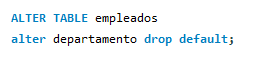 ALTER TABLE empleados
alter departamento drop default;